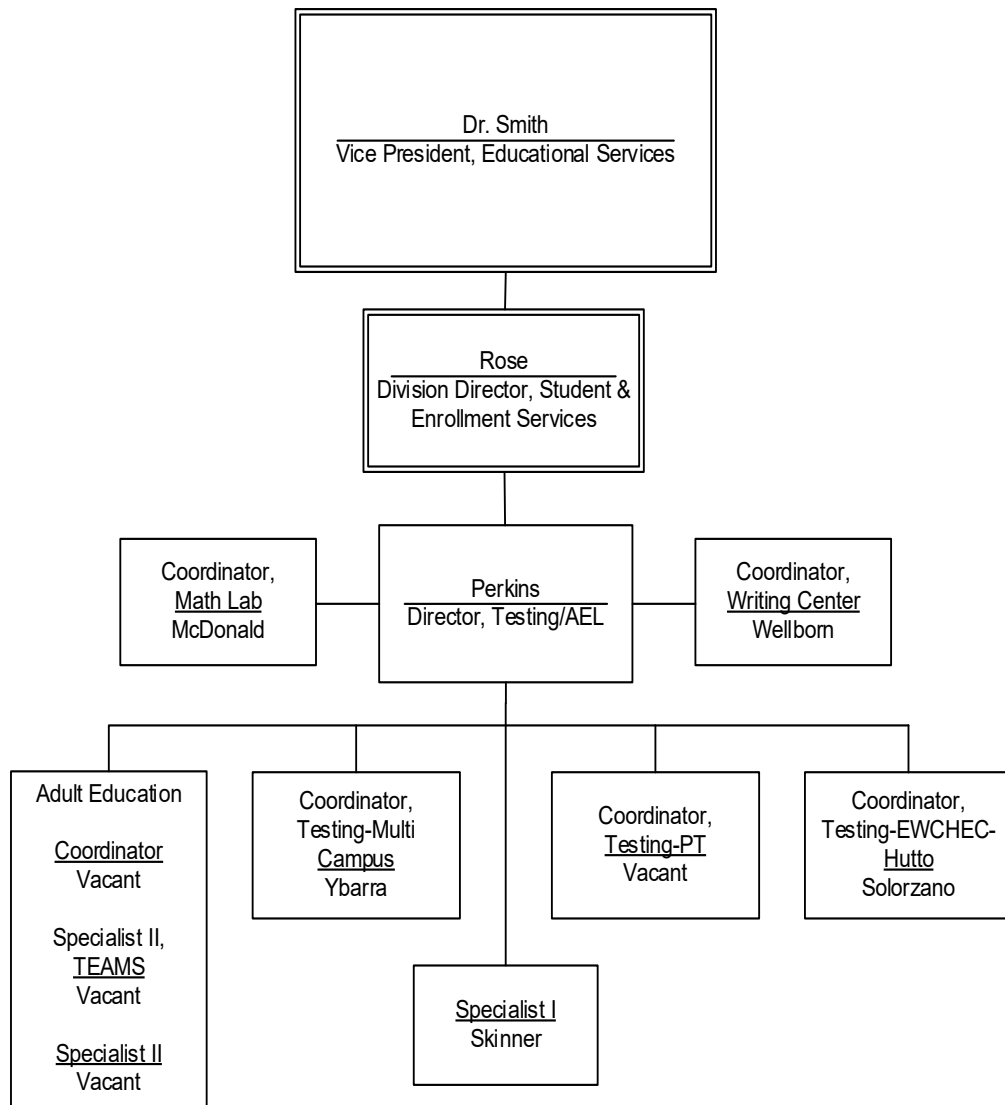 Dr. Smith
Vice President, Educational Services
Rose
Division Director, Student &
Enrollment Services
Coordinator,
Math Lab
McDonald
Perkins
Director, Testing/AEL
Coordinator,
Writing Center
Wellborn
Adult Education
Coordinator
Vacant
Specialist II,
TEAMS
Vacant
Specialist II
Vacant
Coordinator,
Testing-Multi
Campus
Ybarra
Coordinator,
Testing-PT
Vacant
Coordinator,
Testing-EWCHEC-
Hutto
Solorzano
Specialist I
Skinner